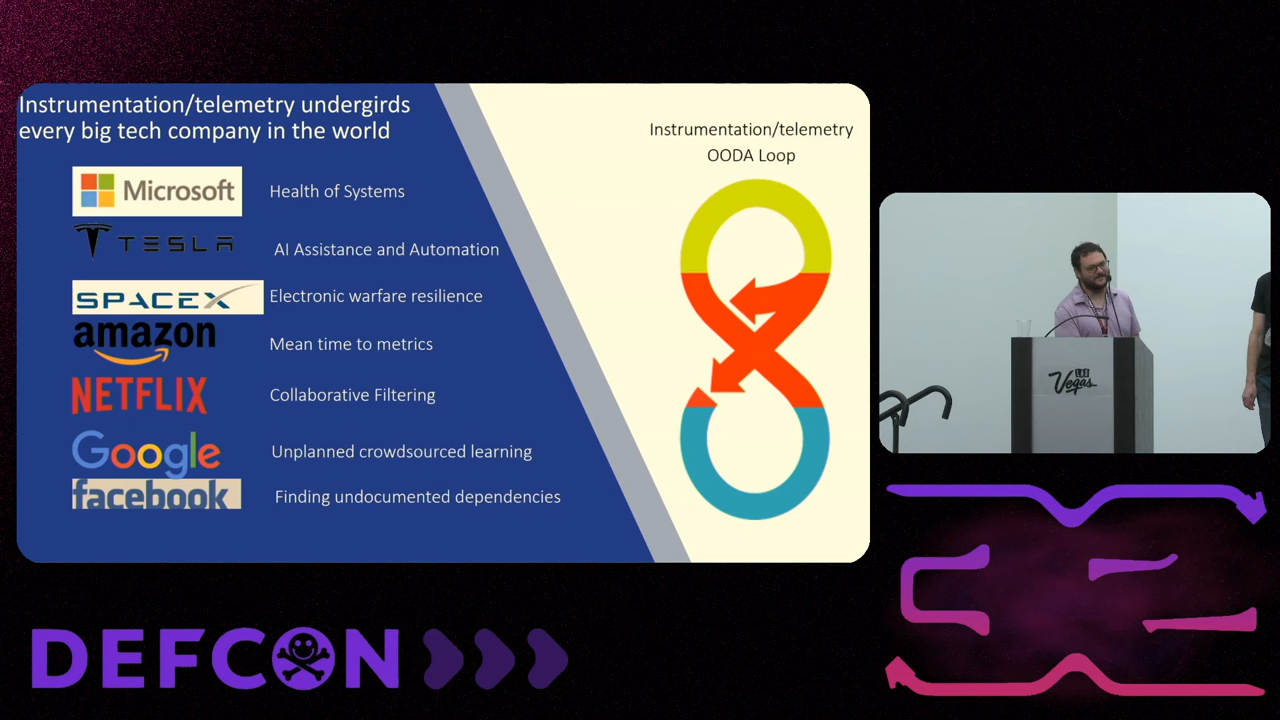 Instrumentation/telemetry undergirds
every big tech company in the world
Microsoft
Health of Systems
TESLA
AI Assistance and Automation
SPACEX
Electronic warfare resilience
amazon
Mean time to metrics
NETFLIX
Collaborative Filtering
Google
Unplanned crowdsourced learning
facebook
Finding undocumented dependencies
Instrumentation/telemetry
OODA Loop
Vegas
DEFCON